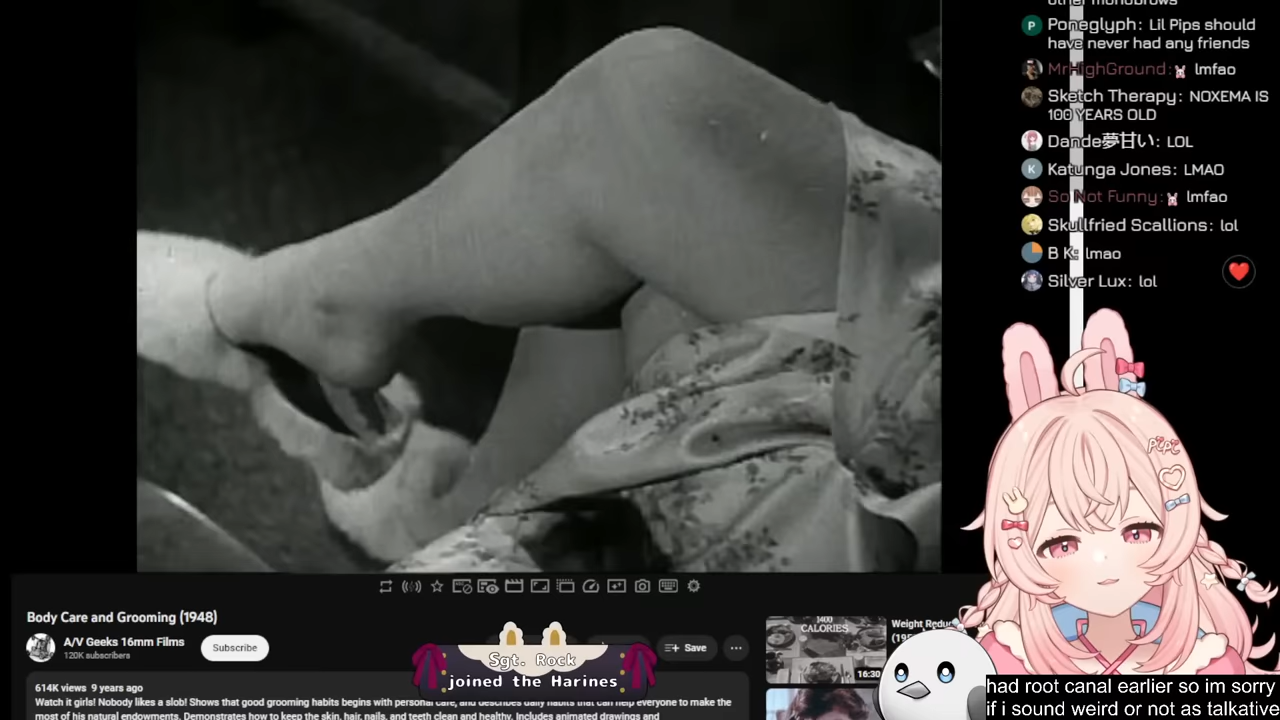 Poneglyph: Lil Pips should
have never had any friends
MrHighGround: lmfao
Sketch Therapy: NOXEMA IS
100 YEARS OLD
Dande夢甘い: LOL
Katunga Jones: LMAO
So Not Funny: lmfao
Skullfried Scallions: lol
B K: lmao
Silver Lux: lol
Pipi
Body Care and Grooming (1948)
A/V Geeks 16mm Films
120K subscribers
Subscribe
Save
Sgt. Rock
joined the Harines
1400
CALORIES
16:30
Weight Reduc
614K views 9 years ago
Watch it girls! Nobody likes a slob! Shows that good grooming habits begins with personal care, and describes daily habits that can help everyone to make the
most of his natural endowments. Demonstrates how to keep the skin, hair, nails, and teeth clean and healthy. Includes animated drawings and
had root canal earlier so im sorry
if i sound weird or not as talkative